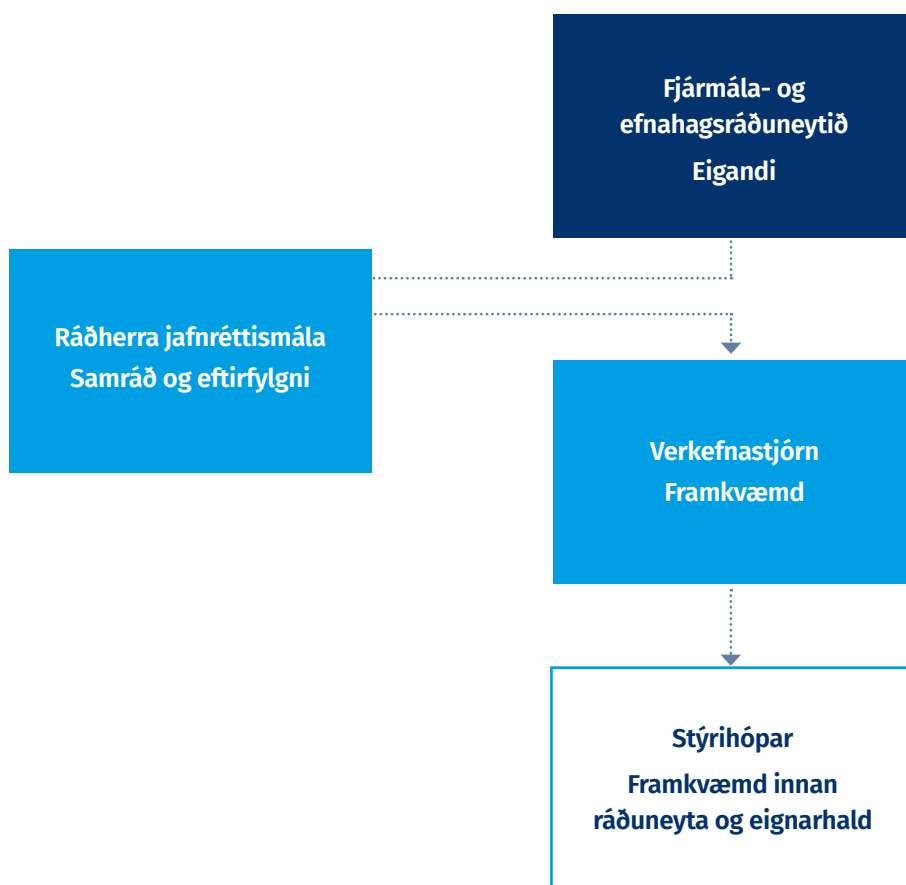 Fjármála- og
efnahagsráðuneytið
Eigandi
Ráðherra jafnréttismála
Samráð og eftirfylgni
Verkefnastjórn
Framkvæmd
Stýrihópar
Framkvæmd innan
ráðuneyta og eignarhald